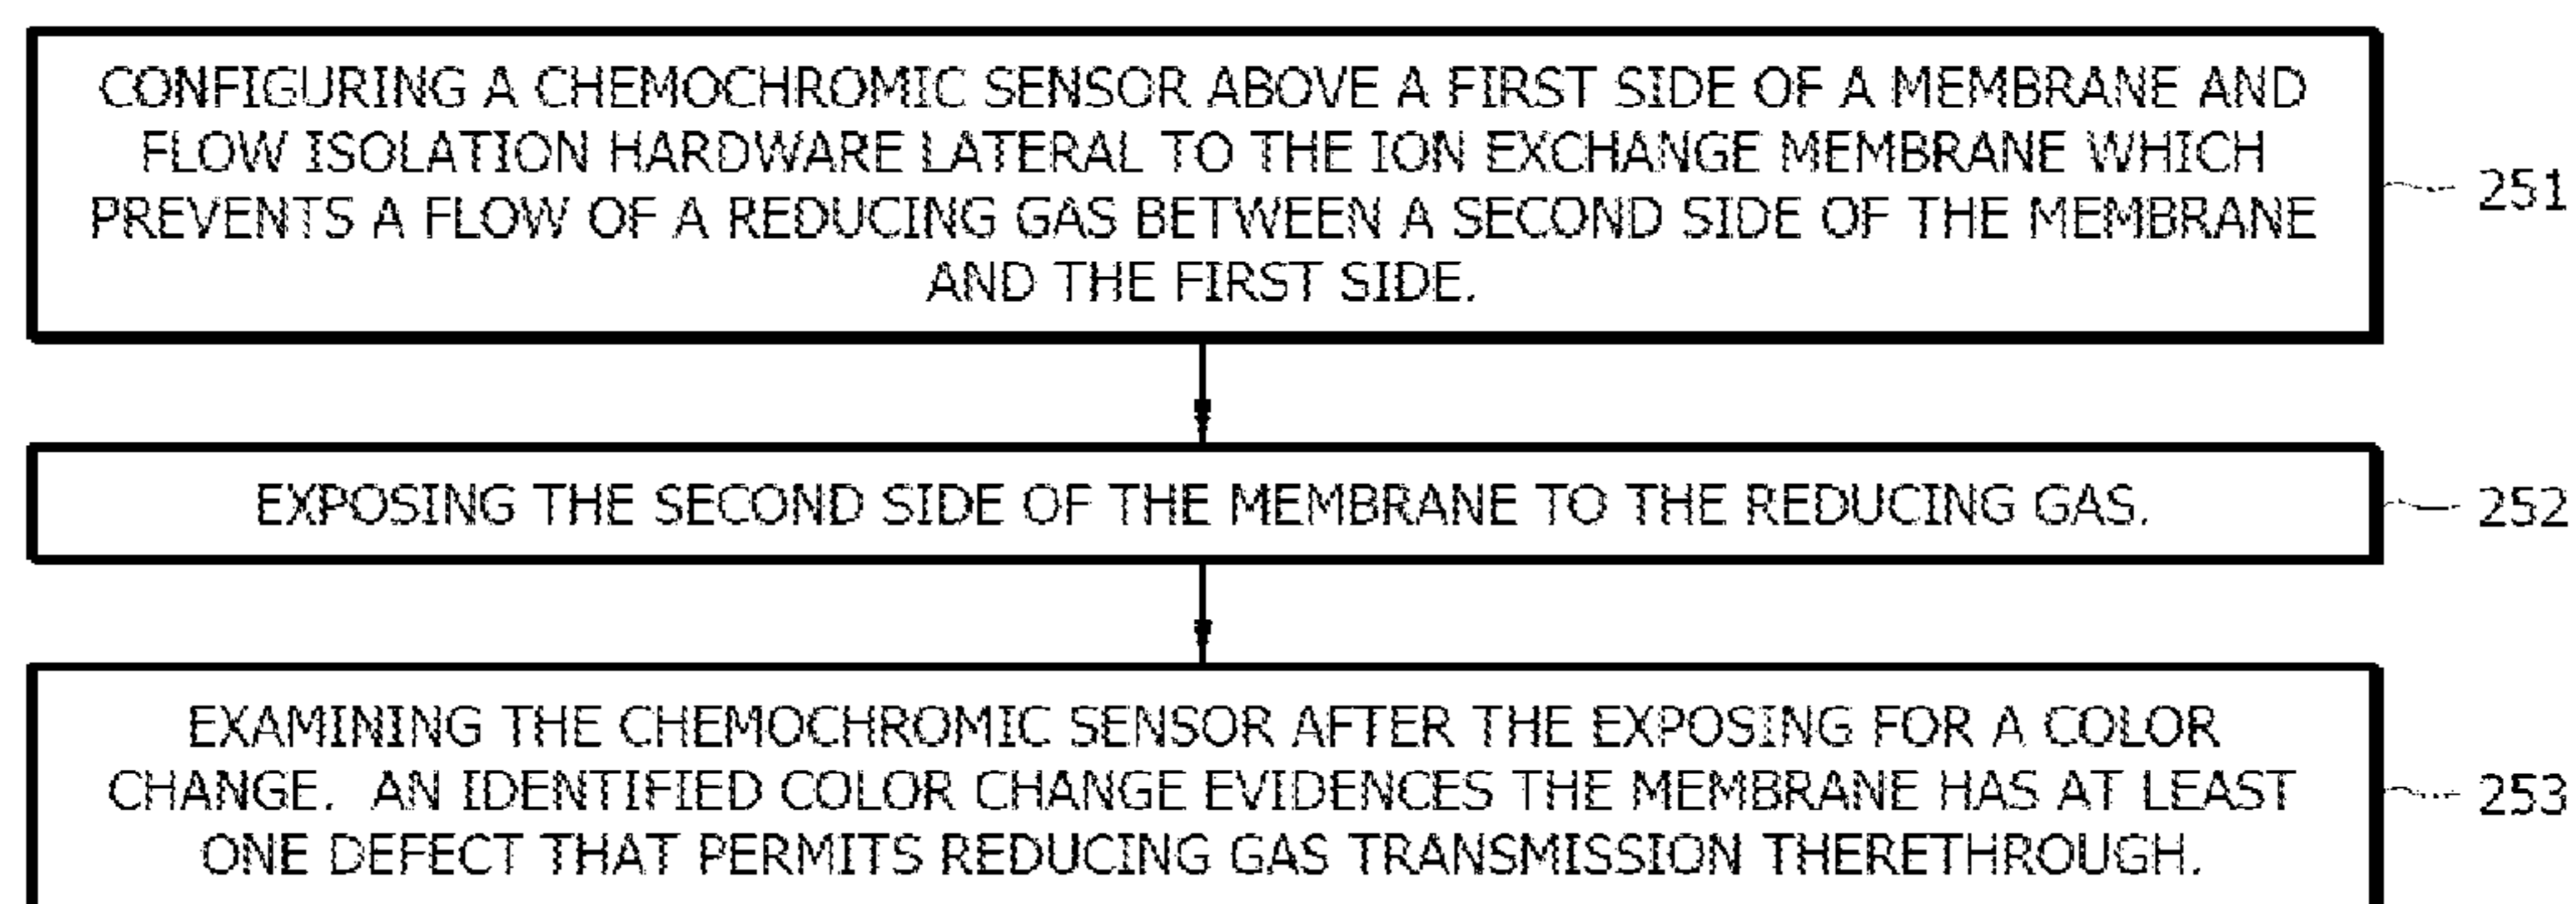 CONFIGURING A CHEMOCHROMIC SENSOR ABOVE A FIRST SIDE OF A MEMBRANE AND
FLOW ISOLATION HARDWARE LATERAL TO THE ION EXCHANGE MEMBRANE WHICH
PREVENTS A FLOW OF A REDUCING GAS BETWEEN A SECOND SIDE OF THE MEMBRANE
AND THE FIRST SIDE.
251
EXPOSING THE SECOND SIDE OF THE MEMBRANE TO THE REDUCING GAS.
252
EXAMINING THE CHEMOCHROMIC SENSOR AFTER THE EXPOSING FOR A COLOR
CHANGE. AN IDENTIFIED COLOR CHANGE EVIDENCES THE MEMBRANE HAS AT LEAST
ONE DEFECT THAT PERMITS REDUCING GAS TRANSMISSION THERETHROUGH.
253